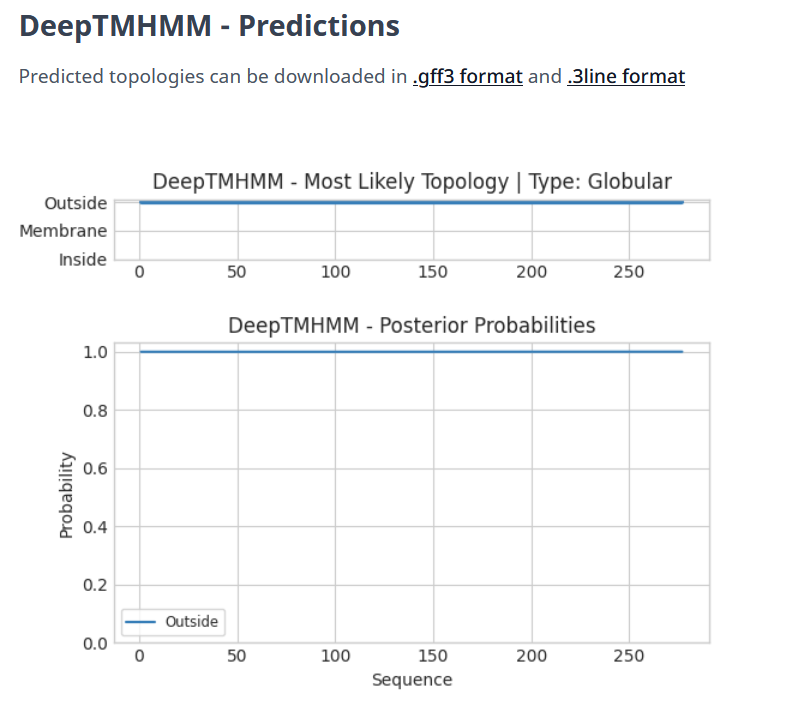 DeepTMHMM - Predictions
Predicted topologies can be downloaded in .gff3 format and .3line format
DeepTMHMM - Most Likely Topology | Type: Globular
Outside
Membrane
Inside
0 50 100 150 200 250
DeepTMHMM - Posterior Probabilities
1.0
0.8
0.6
0.4
0.2
0.0
Probability
Outside
0 50 100 150 200 250
Sequence